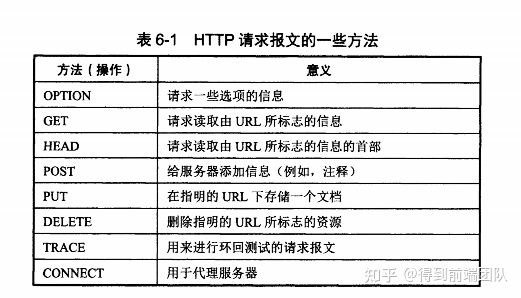 表 6-1 HTTP 请求报文的一些方法
方法（操作） 意义
OPTION 请求一些选项的信息
GET 请求读取由 URL 所标志的信息
HEAD 请求读取由 URL 所标志的信息的首部
POST 给服务器添加信息（例如，注释）
PUT 在指明的 URL 下存储一个文档
DELETE 删除指明的 URL 所标志的资源
TRACE 用来进行环回测试的请求报文
CONNECT 用于代理服务器
知乎 @得到前端团队